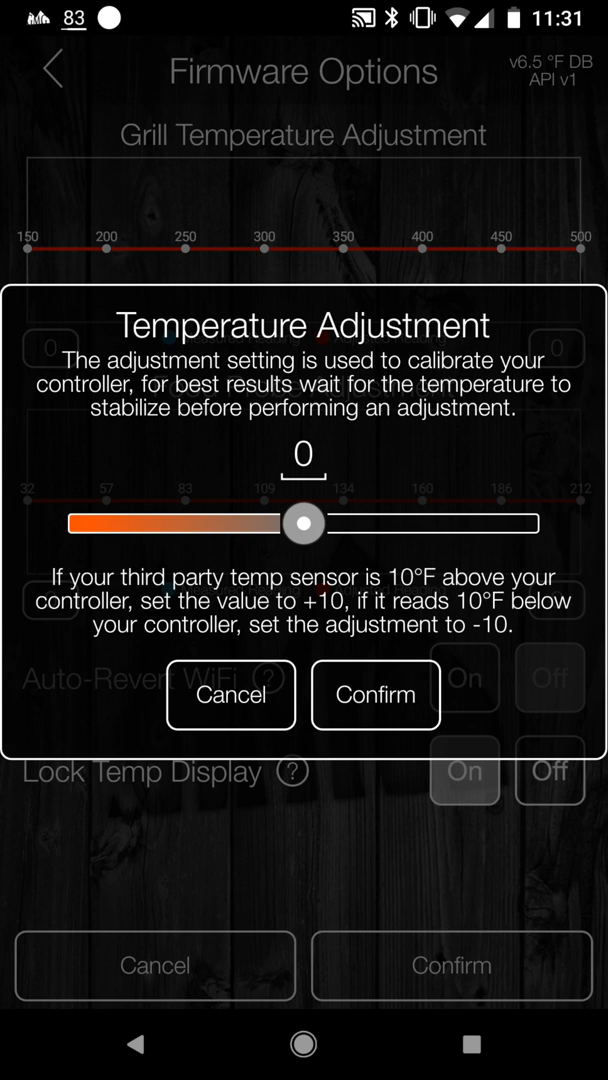 83 11:31
Firmware Options
v6.5 °F DB
API v1
Grill Temperature Adjustment
150 200 250 300 350 400 450 500
Temperature Adjustment
0 0
The adjustment setting is used to calibrate your
controller, for best results wait for the temperature to
stabilize before performing an adjustment.
0
32 57 83 109 134 160 186 212
If your third party temp sensor is 10°F above your
controller, set the value to +10, if it reads 10°F below
your controller, set the adjustment to -10.
Auto-Revert WiFi ? On Off
Cancel Confirm
Lock Temp Display ? On Off
Cancel Confirm